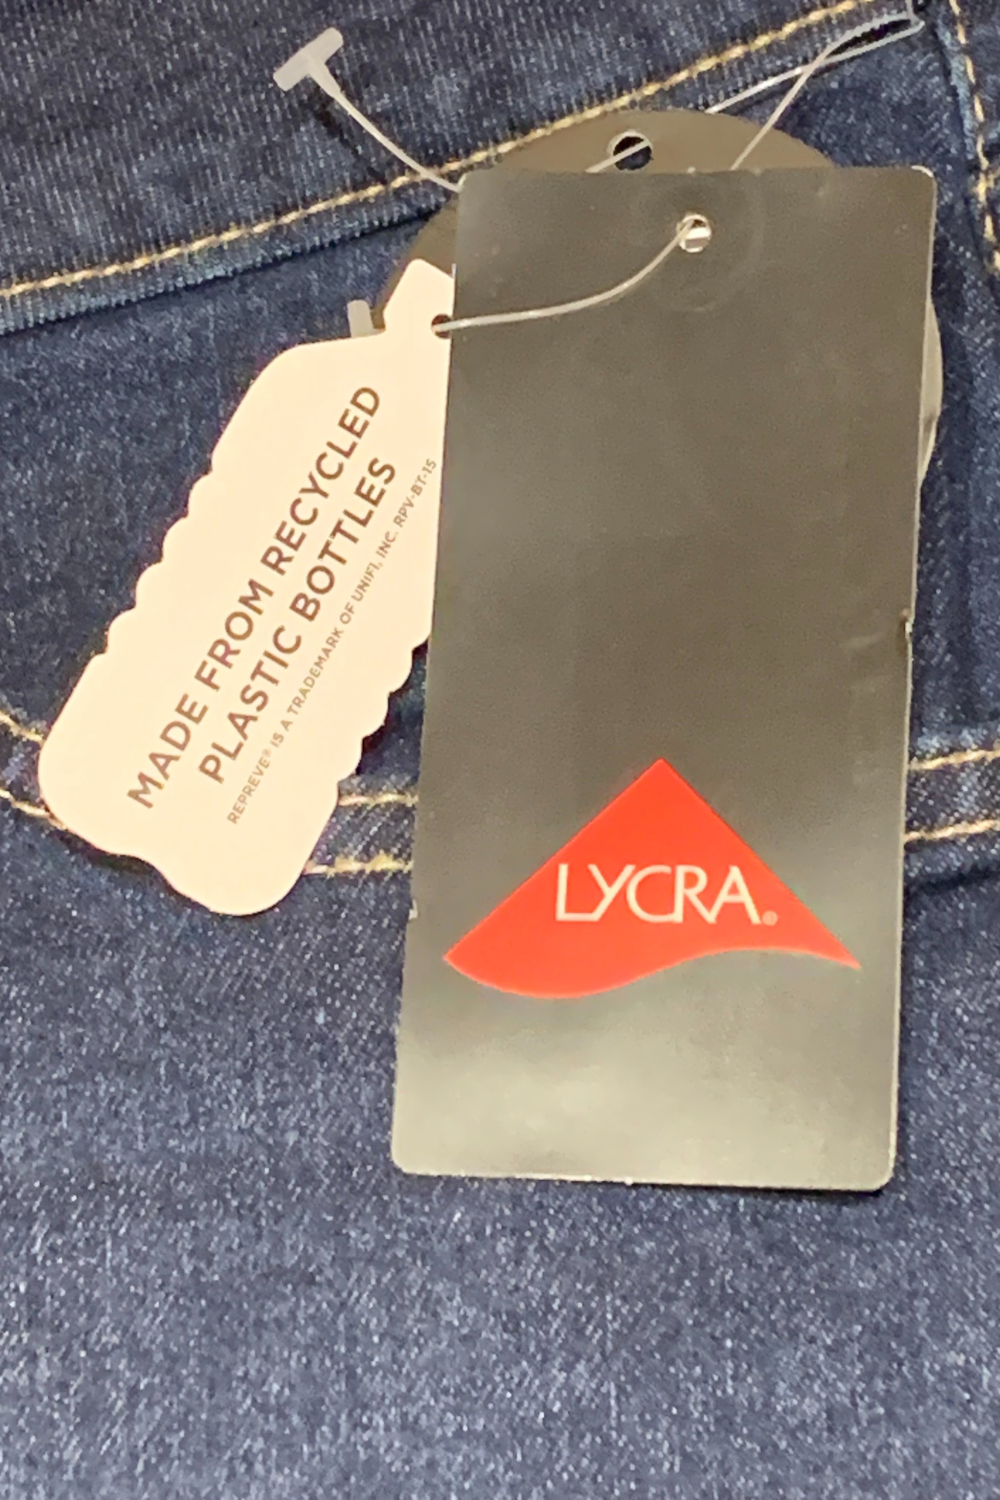 MADE FROM RECYCLED
PLASTIC BOTTLES
REPREVE® IS A TRADEMARK OF UNIFI, INC. RPV-BT-15
LYCRA®